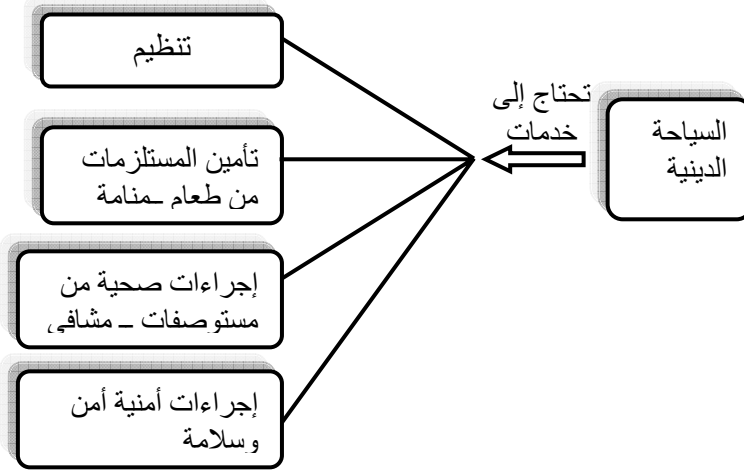 السياحة
الدينية
تحتاج إلى
خدمات
تنظيم
تأمين المستلزمات
من طعام –منامة
إجراءات صحية من
مستوصفات – مشافي
إجراءات أمنية أمن
وسلامة